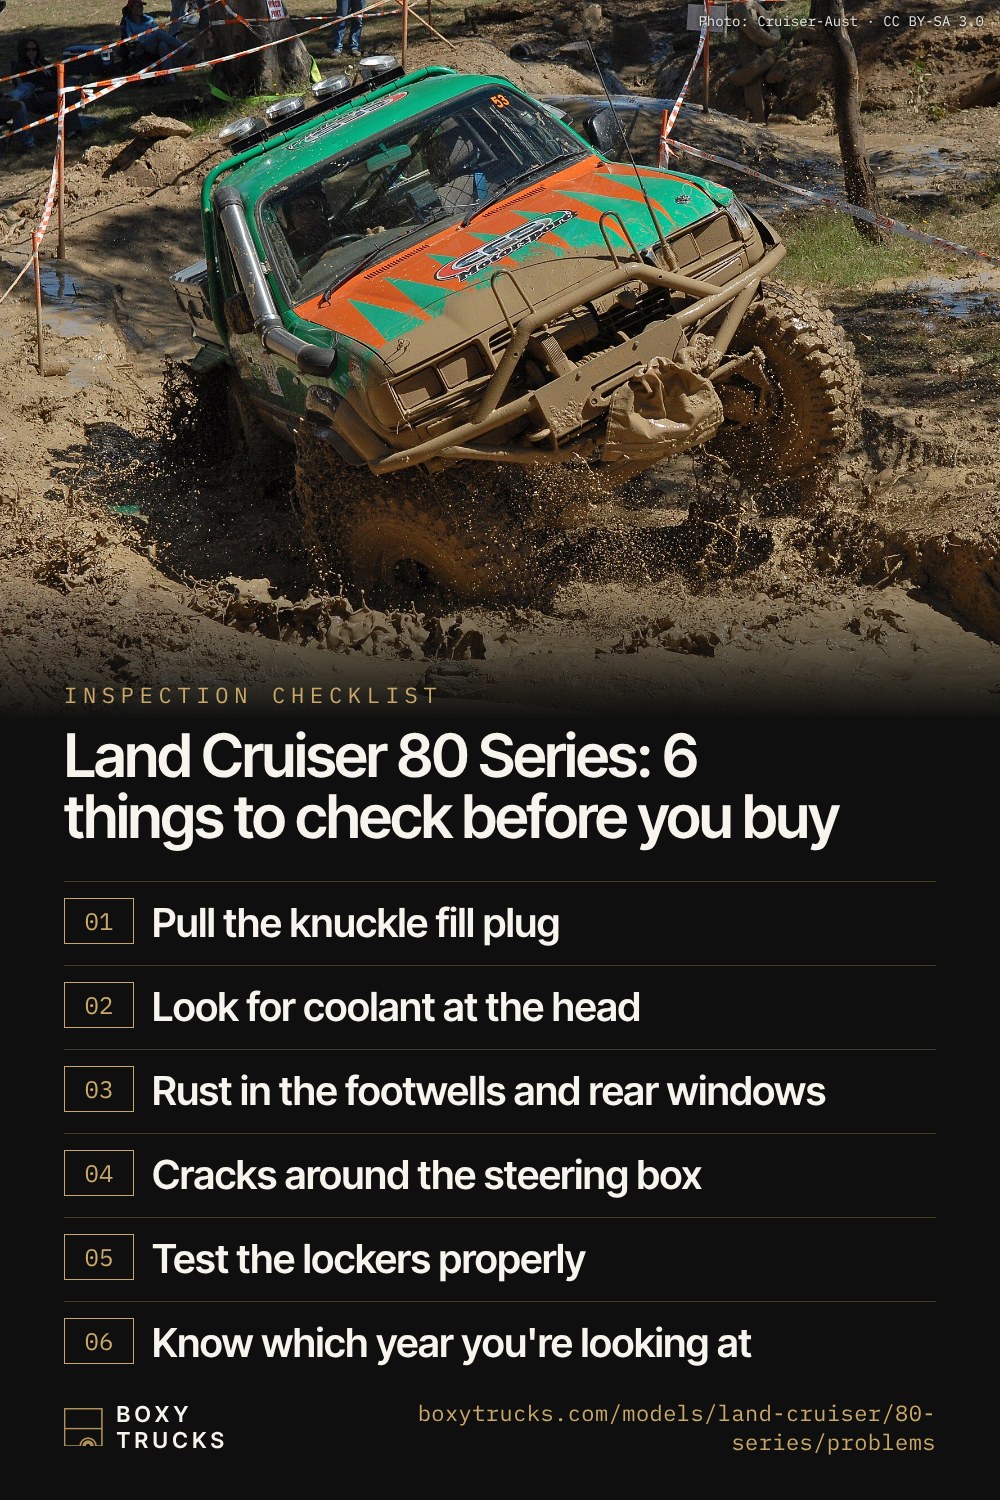 Photo: Cruiser-Aust · CC BY-SA 3.0
53
INSPECTION CHECKLIST
Land Cruiser 80 Series: 6
things to check before you buy
01 Pull the knuckle fill plug
02 Look for coolant at the head
03 Rust in the footwells and rear windows
04 Cracks around the steering box
05 Test the lockers properly
06 Know which year you're looking at
BOXY
TRUCKS
boxytrucks.com/models/land-cruiser/80-
series/problems